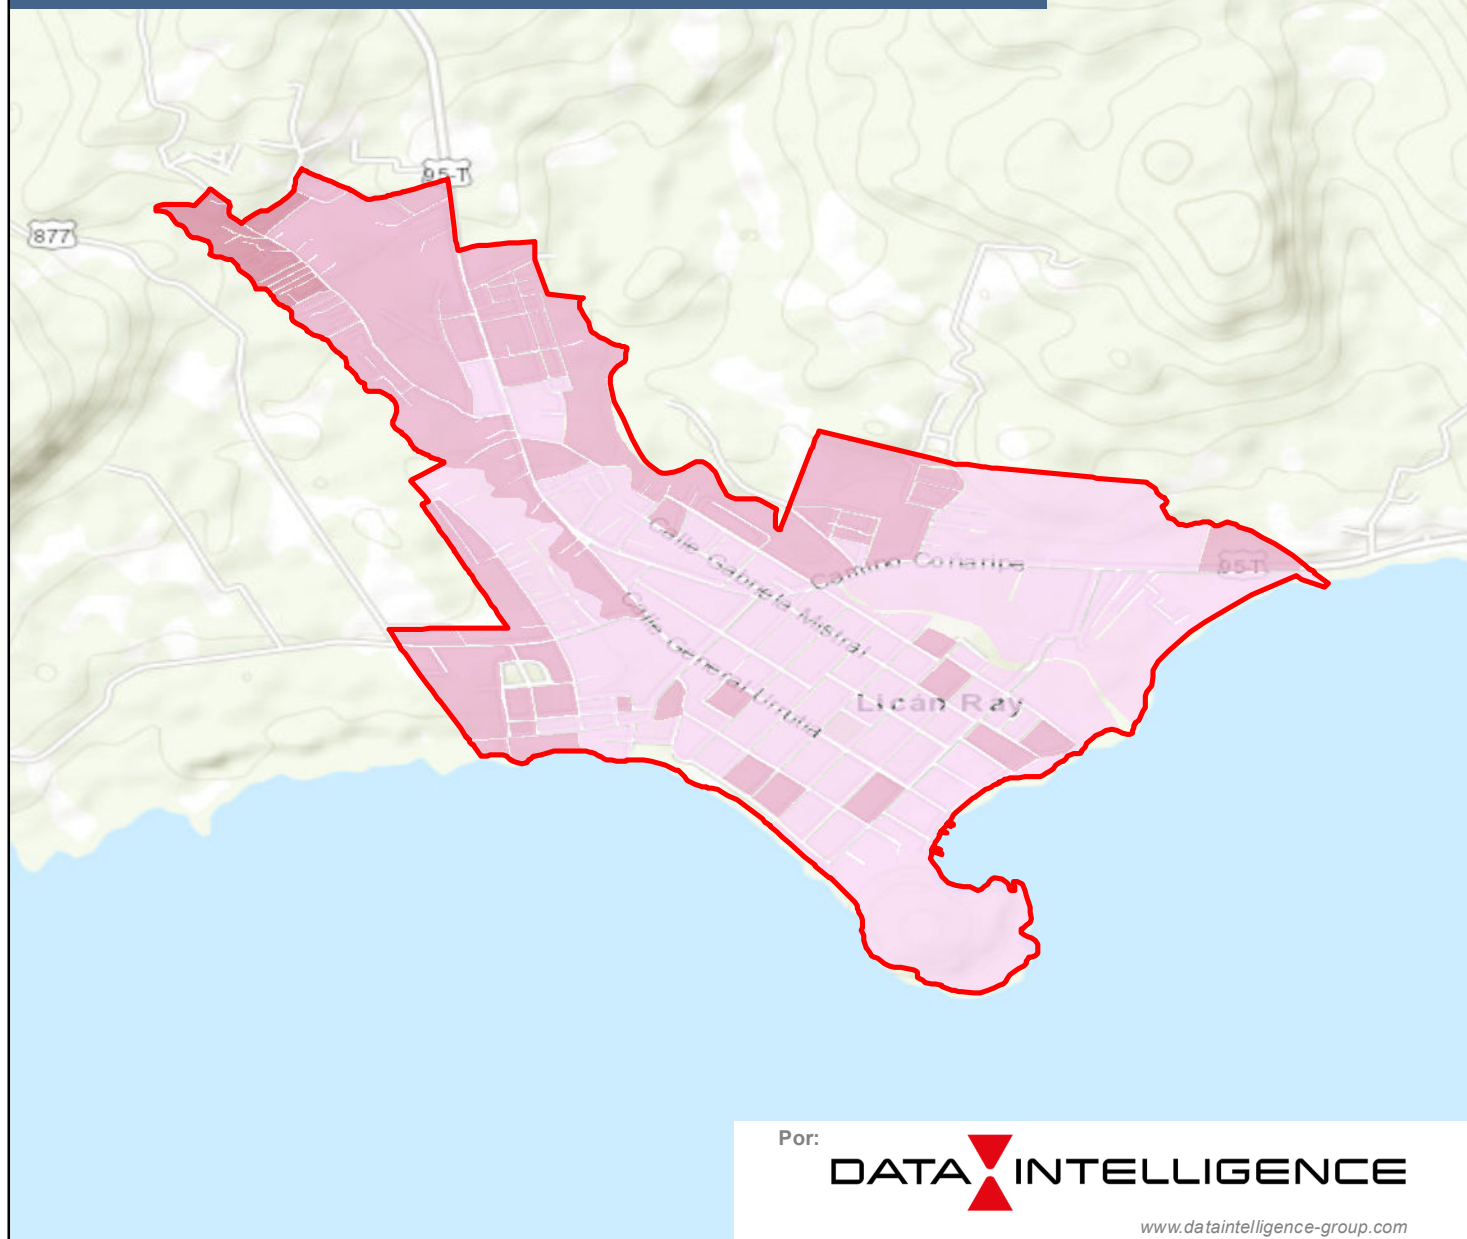 95-T
877
Calle Gabriela Mistral
Camino Coñaripe
95-T
Calle General Urrutia
Licán Ray
Por:
DATA INTELLIGENCE
www.dataintelligence-group.com